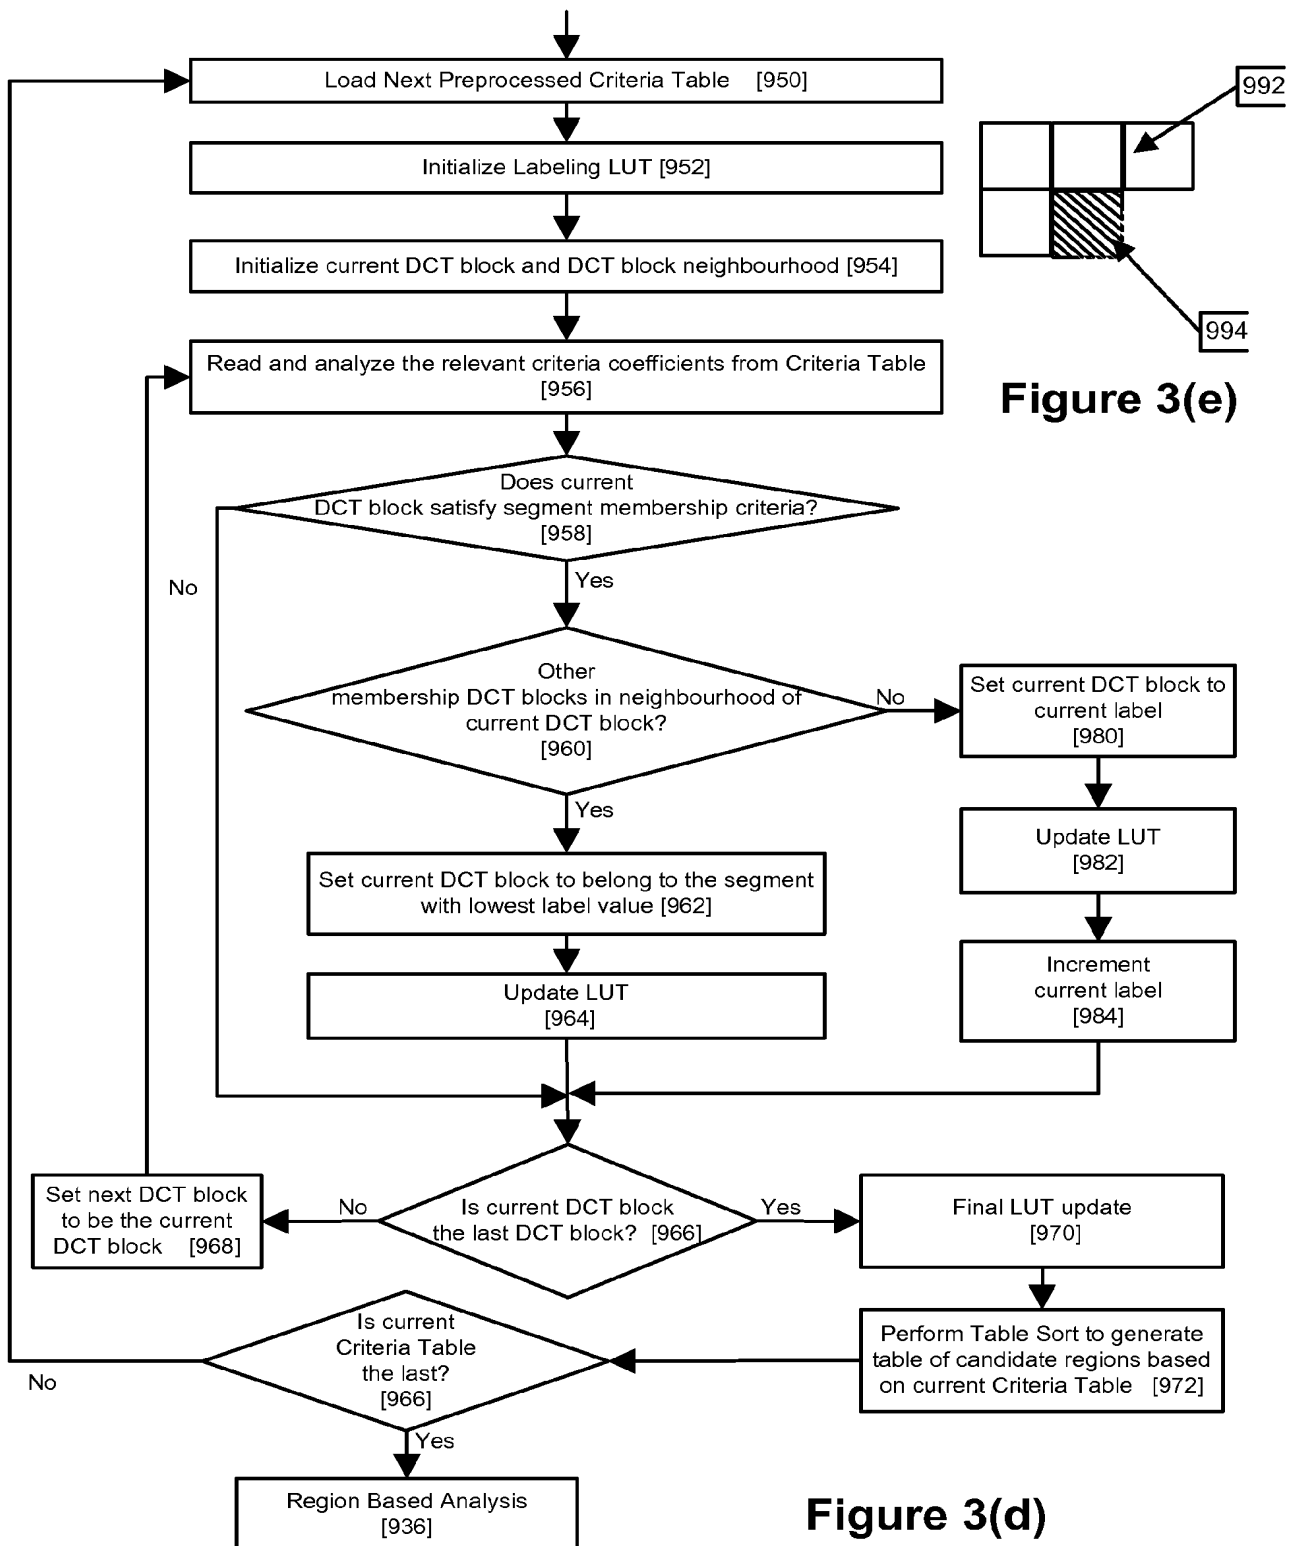 Load Next Preprocessed Criteria Table [950]
992
Initialize Labeling LUT [952]
Initialize current DCT block and DCT block neighbourhood [954]
994
Read and analyze the relevant criteria coefficients from Criteria Table
[956]
Figure 3(e)
Does current
DCT block satisfy segment membership criteria?
[958]
No
Yes
Other
membership DCT blocks in neighbourhood of
current DCT block?
[960]
No
Set current DCT block to
current label
[980]
Yes
Update LUT
[982]
Set current DCT block to belong to the segment
with lowest label value [962]
Increment
current label
[984]
Update LUT
[964]
Set next DCT block
to be the current
DCT block [968]
No
Is current DCT block
the last DCT block? [966]
Yes
Final LUT update
[970]
Is current
Criteria Table
the last?
[966]
Perform Table Sort to generate
table of candidate regions based
on current Criteria Table [972]
No
Yes
Region Based Analysis
[936]
Figure 3(d)